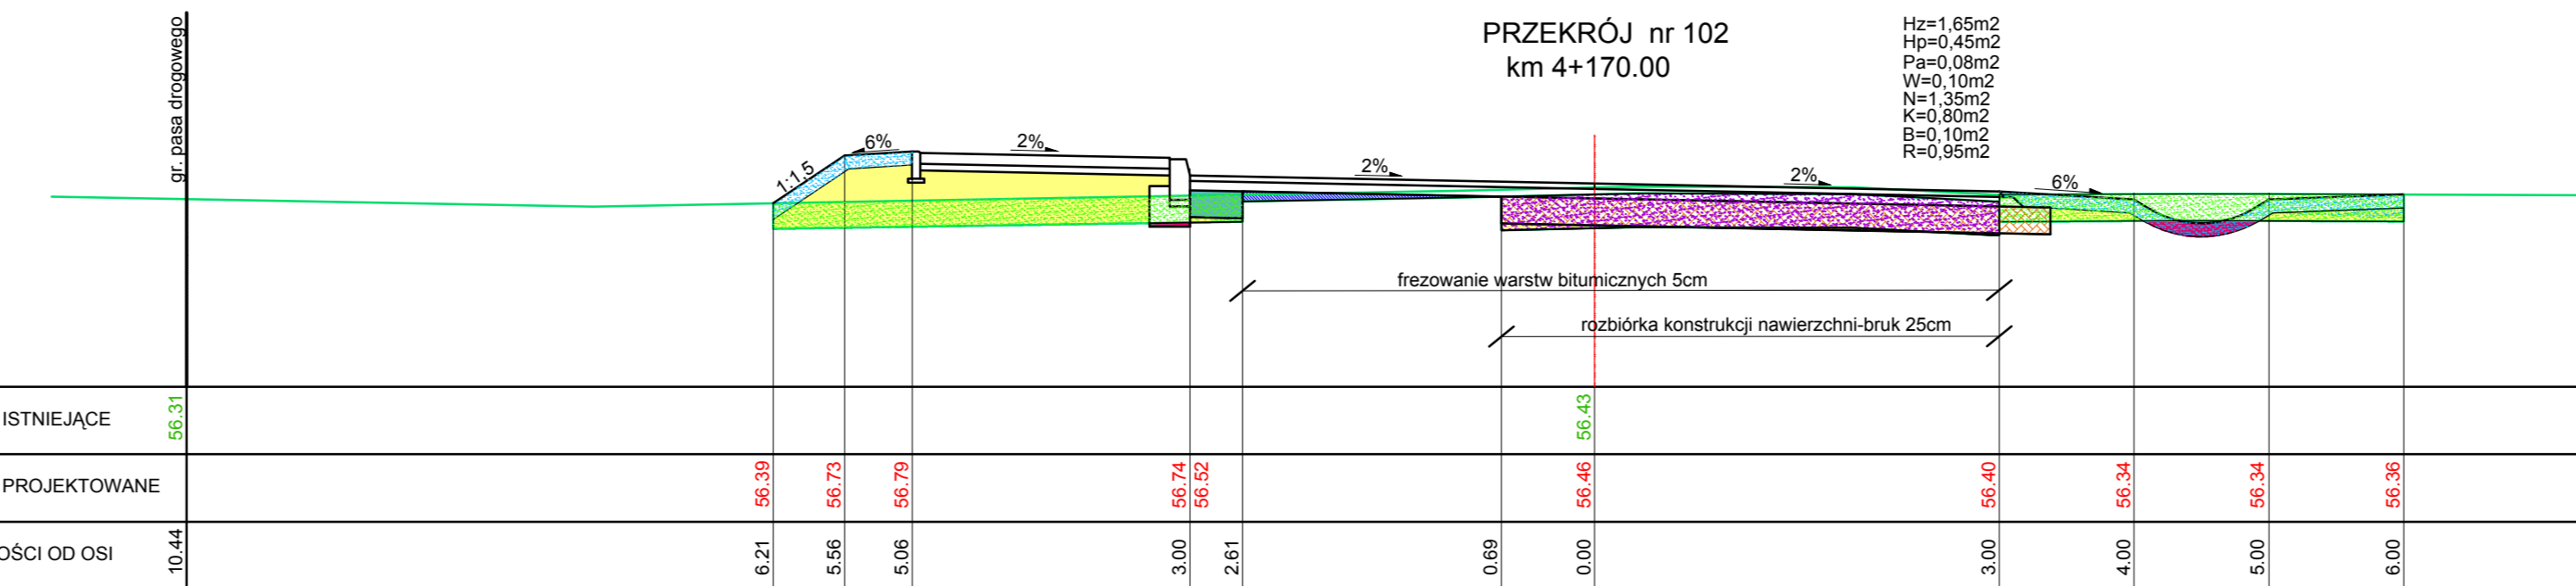 PRZEKRÓJ nr 102
km 4+170.00
Hz=1,65m2
Hp=0,45m2
Pa=0,08m2
W=0,10m2
N=1,35m2
K=0,80m2
B=0,10m2
R=0,95m2
gr. pasa drogowego
1:1,5
6%
2%
2%
2%
6%
frezowanie warstw bitumicznych 5cm
rozbiórka konstrukcji nawierzchni-bruk 25cm
ISTNIEJĄCE 56.31 56.43
PROJEKTOWANE 56.39 56.73 56.79 56.74 56.52 56.46 56.40 56.34 56.34 56.36
OŚCI OD OSI 10.44 6.21 5.56 5.06 3.00 2.61 0.69 0.00 3.00 4.00 5.00 6.00